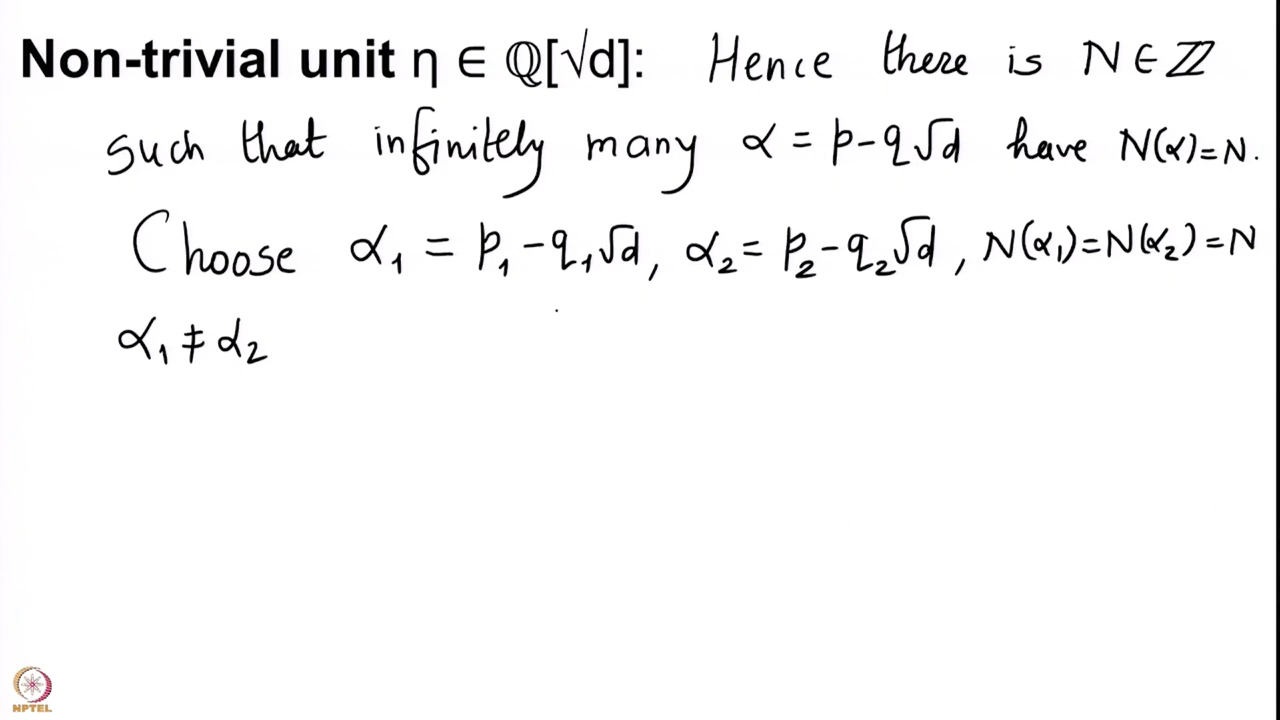 Non-trivial unit η ∈ ℚ[√d]: Hence there is N ∈ ℤ
such that infinitely many α = p - q√d have N(α)=N.
Choose α₁ = p₁ - q₁√d, α₂ = p₂ - q₂√d, N(α₁)=N(α₂)=N
α₁ ≠ α₂
NPTEL